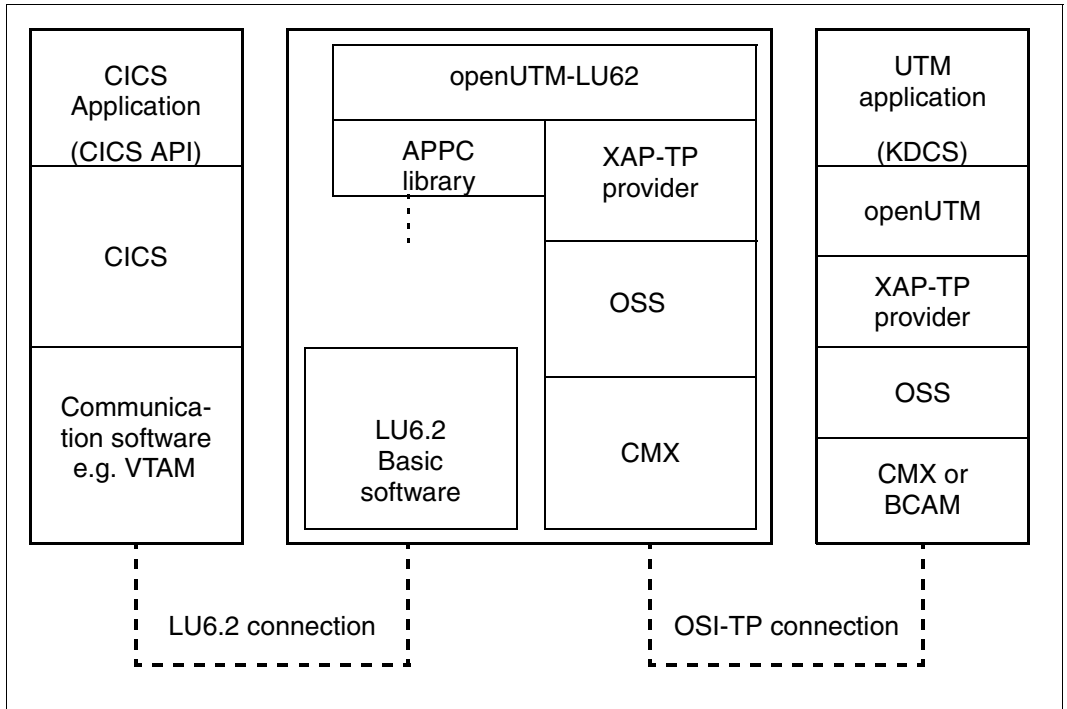 CICS
Application
(CICS API)
CICS
Communica-
tion software
e.g. VTAM
openUTM-LU62
APPC
library
XAP-TP
provider
OSS
LU6.2
Basic
software
CMX
UTM
application
(KDCS)
openUTM
XAP-TP
provider
OSS
CMX or
BCAM
LU6.2 connection
OSI-TP connection